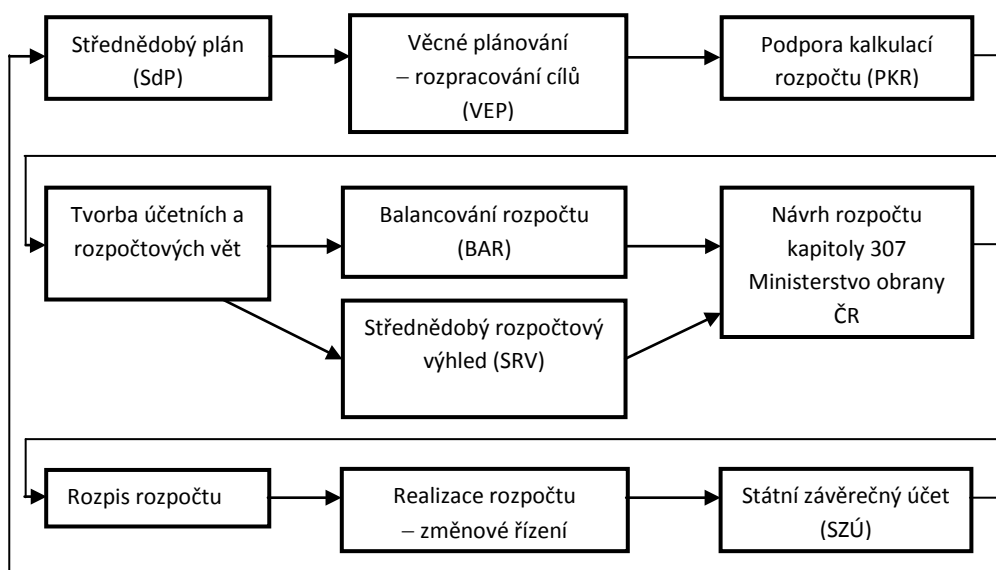 Střednědobý plán
(SdP)
Věcné plánování
– rozpracování cílů
(VEP)
Podpora kalkulací
rozpočtu (PKR)
Tvorba účetních a
rozpočtových vět
Balancování rozpočtu
(BAR)
Střednědobý rozpočtový
výhled (SRV)
Návrh rozpočtu
kapitoly 307
Ministerstvo obrany
ČR
Rozpis rozpočtu
Realizace rozpočtu
– změnové řízení
Státní závěrečný účet
(SZÚ)